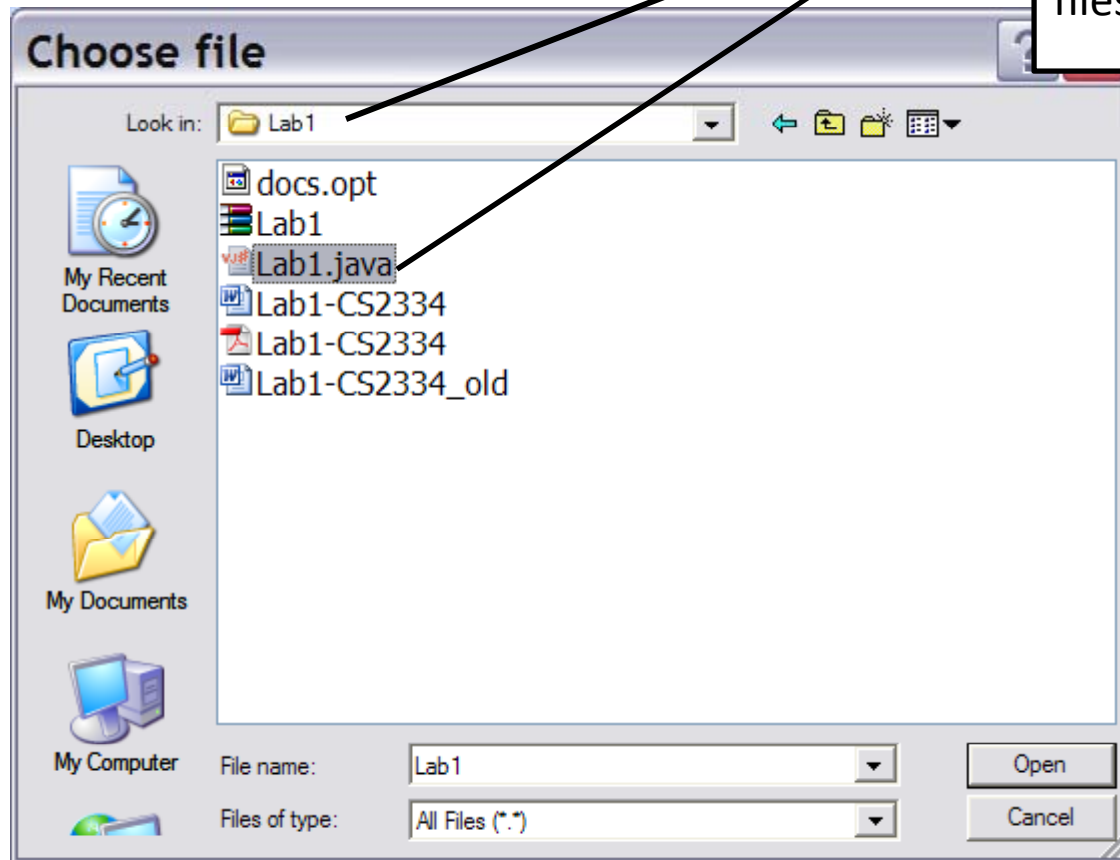 files
Choose file
Look in:
Lab1
docs.opt
Lab1
Lab1.java
Lab1-CS2334
Lab1-CS2334
Lab1-CS2334_old
My Recent
Documents
Desktop
My Documents
My Computer
File name:
Lab1
Open
Files of type:
All Files (*.*)
Cancel